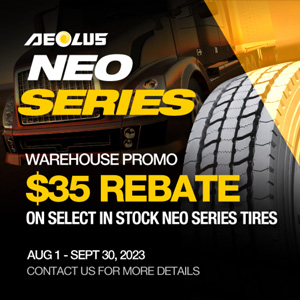 AEOLUS
NEO
SERIES
WAREHOUSE PROMO
$35 REBATE
ON SELECT IN STOCK NEO SERIES TIRES
AUG 1 - SEPT 30, 2023
CONTACT US FOR MORE DETAILS